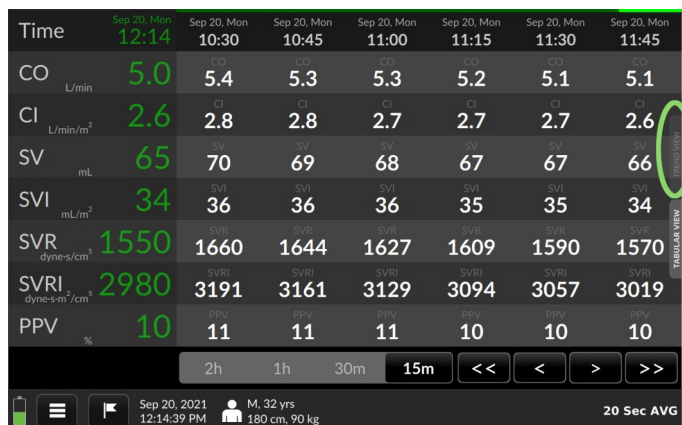 Time Sep 20, Mon 12:14 Sep 20, Mon 10:30 Sep 20, Mon 10:45 Sep 20, Mon 11:00 Sep 20, Mon 11:15 Sep 20, Mon 11:30 Sep 20, Mon 11:45
CO L/min 5.0 CO 5.4 CO 5.3 CO 5.3 CO 5.2 CO 5.1 CO 5.1
CI L/min/m² 2.6 CI 2.8 CI 2.8 CI 2.7 CI 2.7 CI 2.7 CI 2.6
SV mL 65 SV 70 SV 69 SV 68 SV 67 SV 67 SV 66
SVI mL/m² 34 SVI 36 SVI 36 SVI 36 SVI 35 SVI 35 SVI 34
SVR dyne·s/cm⁵ 1550 SVR 1660 SVR 1644 SVR 1627 SVR 1609 SVR 1590 SVR 1570
SVRI dyne·s·m²/cm⁵ 2980 SVRI 3191 SVRI 3161 SVRI 3129 SVRI 3094 SVRI 3057 SVRI 3019
PPV % 10 PPV 11 PPV 11 PPV 11 PPV 10 PPV 10 PPV 10
TREND VIEW
TABULAR VIEW
2h 1h 30m 15m << < > >>
Sep 20, 2021 M, 32 yrs
12:14:39 PM 180 cm, 90 kg
20 Sec AVG